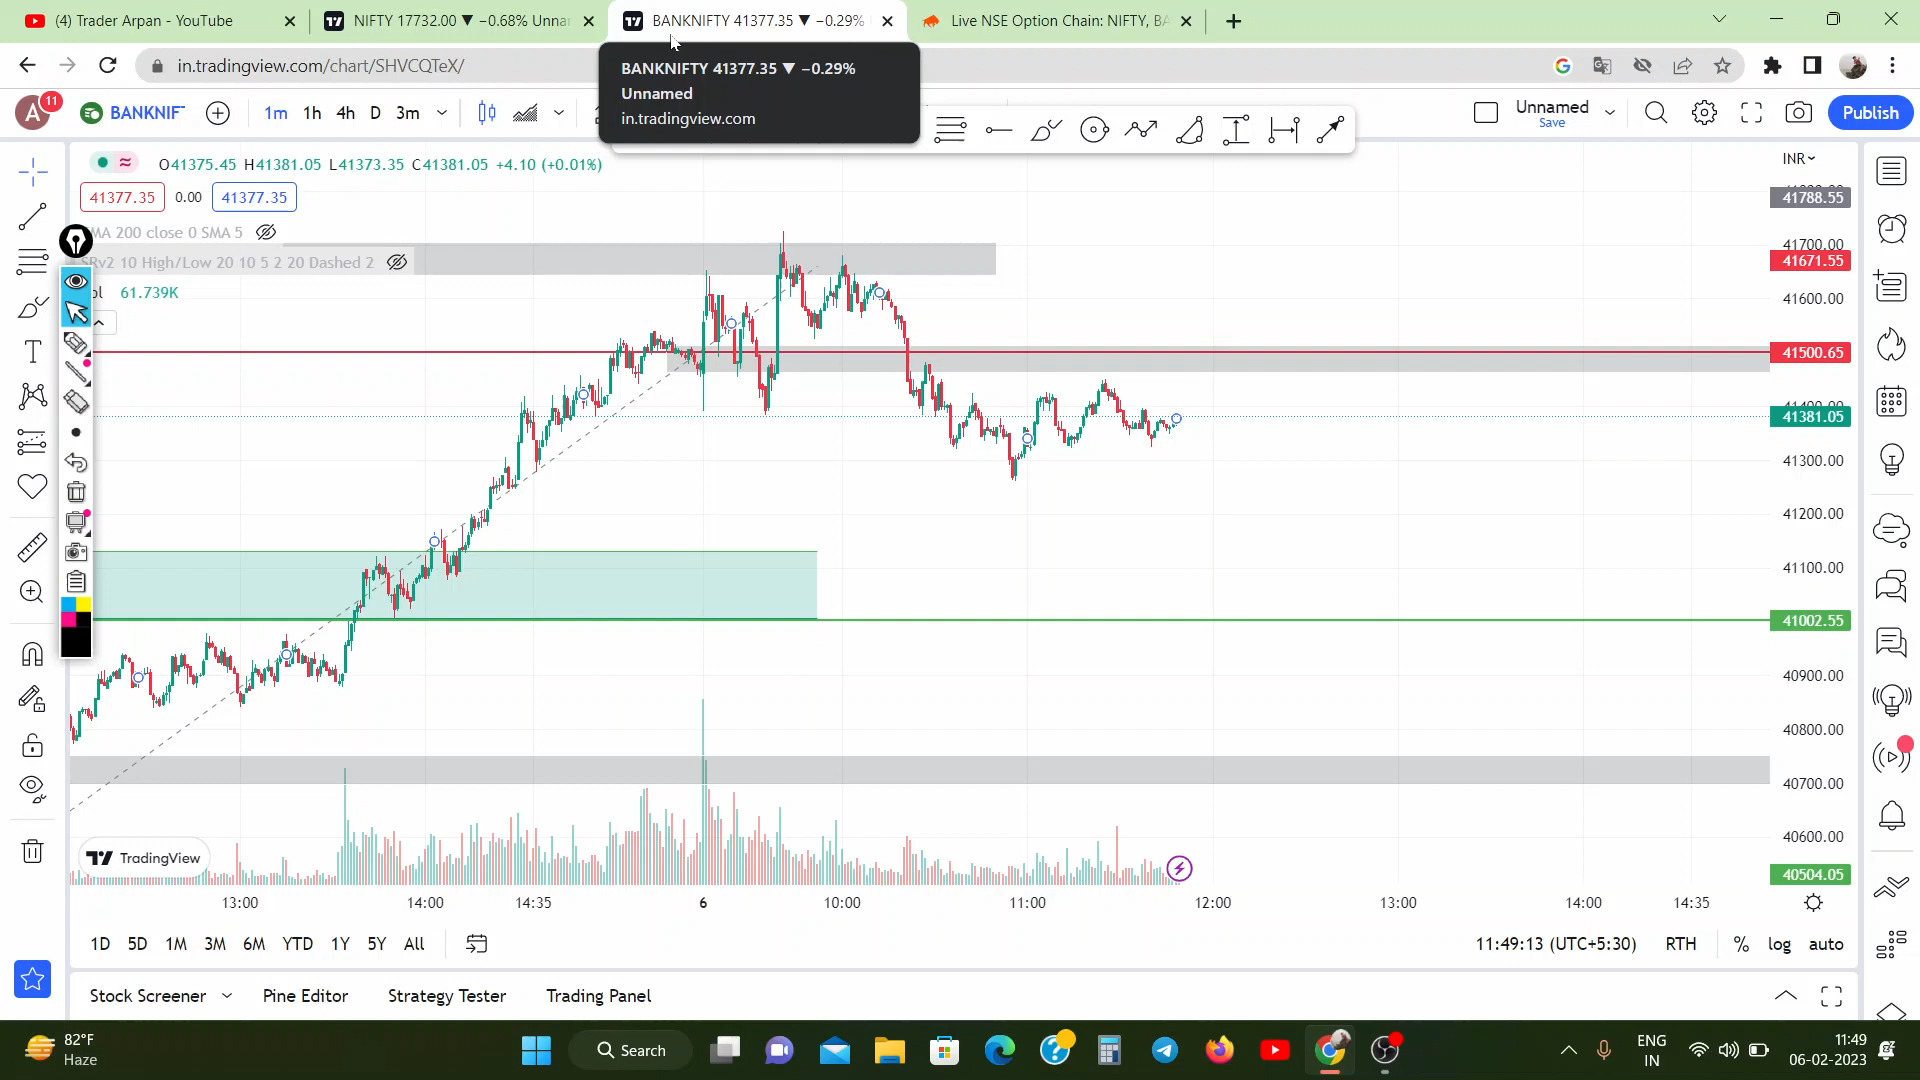 (4) Trader Arpan - YouTube
NIFTY 17732.00 ▼ −0.68% Unna
BANKNIFTY 41377.35 ▼ −0.29%
Live NSE Option Chain: NIFTY, BA
in.tradingview.com/chart/SHVCQTeX/
BANKNIFTY 41377.35 ▼ −0.29%
Unnamed
in.tradingview.com
A
11
BANKNIF
1m
1h
4h
D
3m
Unnamed
Save
Publish
O41375.45 H41381.05 L41373.35 C41381.05 +4.10 (+0.01%)
41377.35
0.00
41377.35
MA 200 close 0 SMA 5
SRv2 10 High/Low 20 10 5 2 20 Dashed 2
ol 61.739K
INR
41788.55
41700.00
41671.55
41600.00
41500.65
41400.00
41381.05
41300.00
41200.00
41100.00
41002.55
40900.00
40800.00
40700.00
40600.00
40504.05
TradingView
13:00
14:00
14:35
6
10:00
11:00
12:00
13:00
14:00
14:35
1D
5D
1M
3M
6M
YTD
1Y
5Y
All
11:49:13 (UTC+5:30)
RTH
%
log
auto
Stock Screener
Pine Editor
Strategy Tester
Trading Panel
82°F
Haze
Search
ENG
IN
11:49
06-02-2023